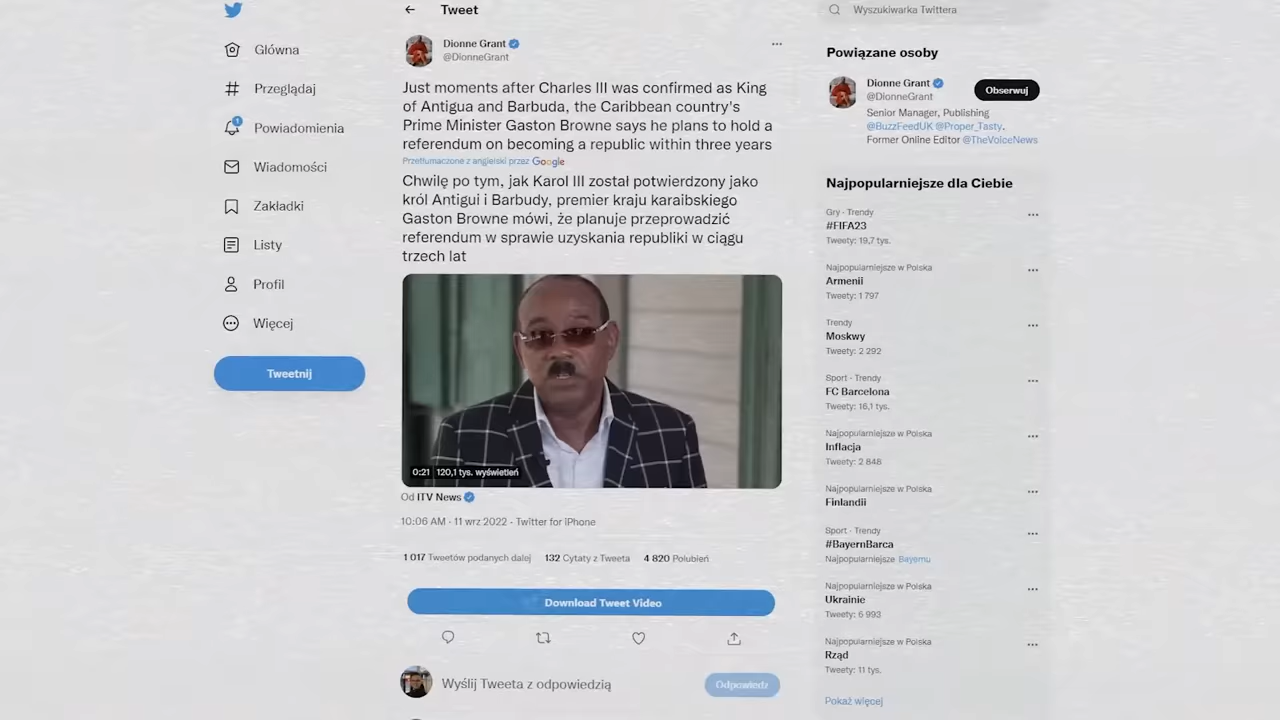 Główna
Przeglądaj
1
Powiadomienia
Wiadomości
Zakładki
Listy
Profil
Więcej
Tweetnij
Tweet
Dionne Grant
@DionneGrant
Just moments after Charles III was confirmed as King
of Antigua and Barbuda, the Caribbean country's
Prime Minister Gaston Browne says he plans to hold a
referendum on becoming a republic within three years
Przetłumaczone z angielski przez Google
Chwilę po tym, jak Karol III został potwierdzony jako
król Antigui i Barbudy, premier kraju karaibskiego
Gaston Browne mówi, że planuje przeprowadzić
referendum w sprawie uzyskania republiki w ciągu
trzech lat
0:21 120,1 tys. wyświetleń
Od ITV News
10:06 AM · 11 wrz 2022 · Twitter for iPhone
1 017 Tweetów podanych dalej 132 Cytaty z Tweeta 4 820 Polubień
Download Tweet Video
Wyślij Tweeta z odpowiedzią
Odpowiedz
Wyszukiwarka Twittera
Powiązane osoby
Dionne Grant
@DionneGrant
Obserwuj
Senior Manager, Publishing
@BuzzFeedUK @Proper_Tasty.
Former Online Editor @TheVoiceNews
Najpopularniejsze dla Ciebie
Gry · Trendy
#FIFA23
Tweety: 19,7 tys.
Najpopularniejsze w Polska
Armenii
Tweety: 1 797
Trendy
Moskwy
Tweety: 2 292
Sport · Trendy
FC Barcelona
Tweety: 16,1 tys.
Najpopularniejsze w Polska
Inflacja
Tweety: 2 848
Najpopularniejsze w Polska
Finlandii
Sport · Trendy
#BayernBarca
Najpopularniejsze Bayernu
Najpopularniejsze w Polska
Ukrainie
Tweety: 6 993
Najpopularniejsze w Polska
Rząd
Tweety: 11 tys.
Pokaż więcej